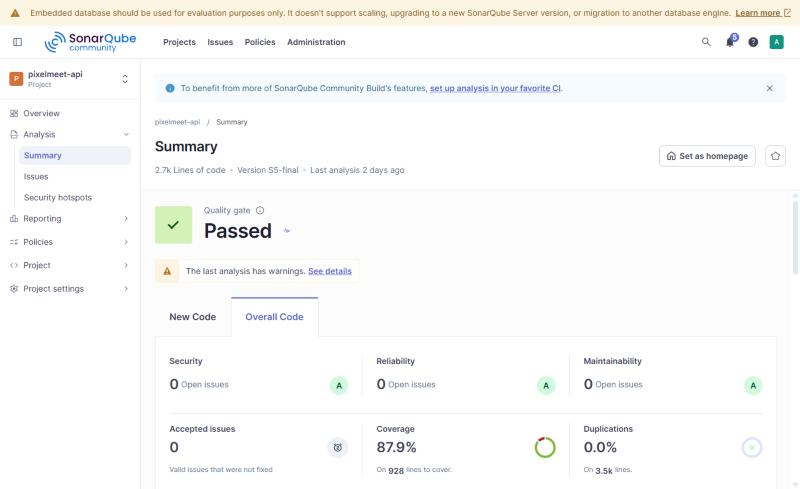 Embedded database should be used for evaluation purposes only. It doesn't support scaling, upgrading to a new SonarQube Server version, or migration to another database engine. Learn more
SonarQube community
Projects Issues Policies Administration
5
A
P pixelmeet-api
Project
To benefit from more of SonarQube Community Build's features, set up analysis in your favorite CI.
Overview
Analysis
Summary
Issues
Security hotspots
Reporting
Policies
Project
Project settings
pixelmeet-api / Summary
Summary
2.7k Lines of code · Version S5-final · Last analysis 2 days ago
Set as homepage
Quality gate
Passed
The last analysis has warnings. See details
New Code Overall Code
Security Reliability Maintainability
0 Open issues A 0 Open issues A 0 Open issues A
Accepted issues Coverage Duplications
0 87.9% 0.0%
Valid issues that were not fixed On 928 lines to cover. On 3.5k lines.